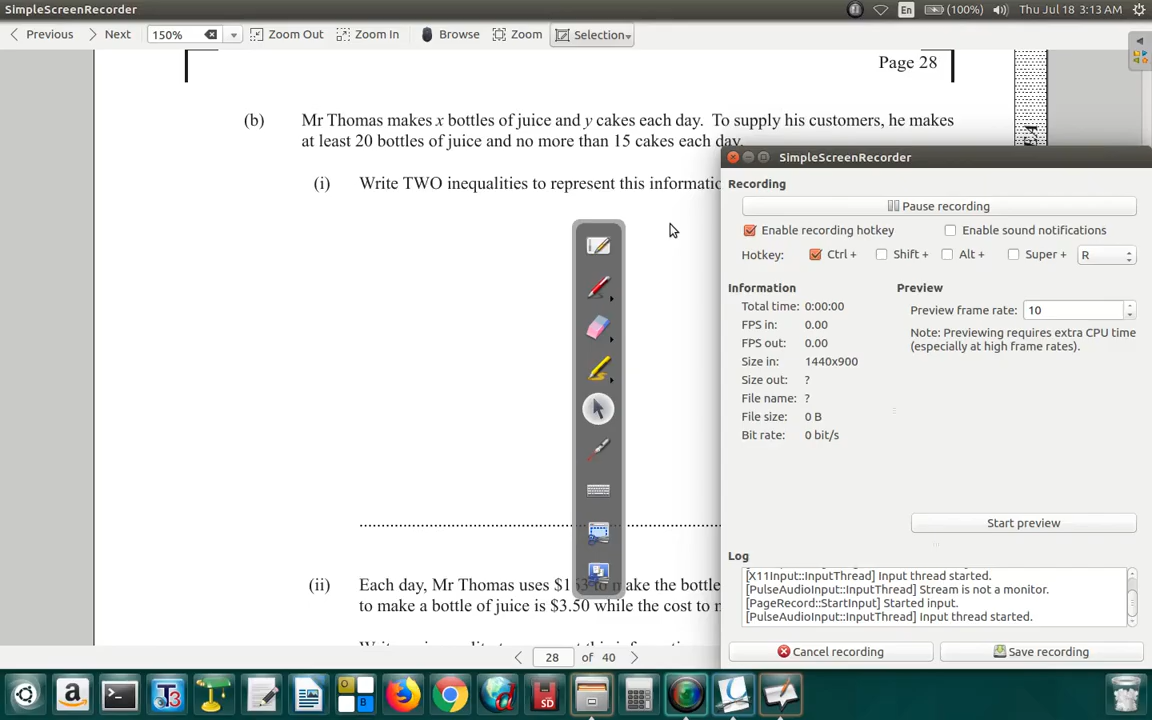 SimpleScreenRecorder
En
(100%)
Thu Jul 18 3:13 AM
Previous
Next
150%
Zoom Out
Zoom In
Browse
Zoom
Selection
Page 28
(b) Mr Thomas makes x bottles of juice and y cakes each day. To supply his customers, he makes
at least 20 bottles of juice and no more than 15 cakes each day.
(i) Write TWO inequalities to represent this informatio
(ii) Each day, Mr Thomas uses $163 to make the bottle
to make a bottle of juice is $3.50 while the cost to
28 of 40
SimpleScreenRecorder
Recording
Pause recording
Enable recording hotkey
Enable sound notifications
Hotkey: Ctrl + Shift + Alt + Super + R
Information
Total time: 0:00:00
FPS in: 0.00
FPS out: 0.00
Size in: 1440x900
Size out: ?
File name: ?
File size: 0 B
Bit rate: 0 bit/s
Preview
Preview frame rate: 10
Note: Previewing requires extra CPU time
(especially at high frame rates).
Start preview
Log
[X11Input::InputThread] Input thread started.
[PulseAudioInput::InputThread] Stream is not a monitor.
[PageRecord::StartInput] Started input.
[PulseAudioInput::InputThread] Input thread started.
Cancel recording
Save recording
SD